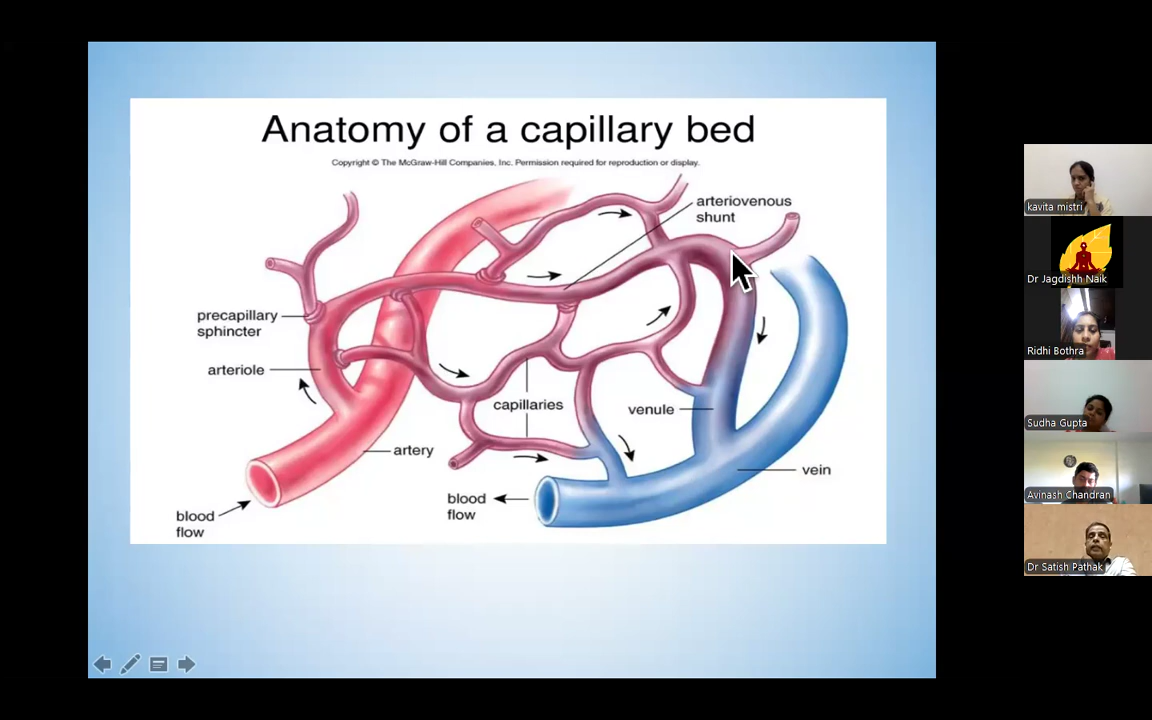 Anatomy of a capillary bed
Copyright © The McGraw-Hill Companies, Inc. Permission required for reproduction or display.
arteriovenous
shunt
precapillary
sphincter
arteriole
capillaries
venule
artery
vein
blood
flow
blood
flow
kavita mistri
Dr Jagdishh Naik
Ridhi Bothra
Sudha Gupta
Avinash Chandran
Dr Satish Pathak